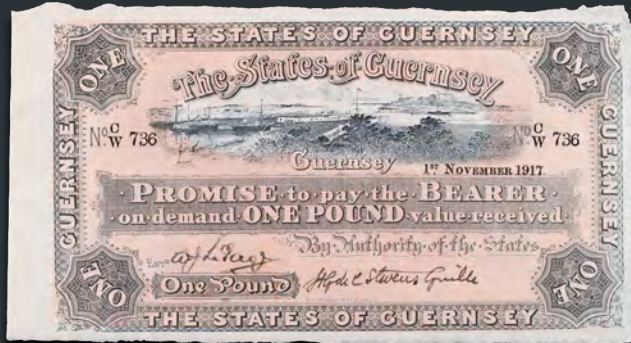 THE STATES OF GUERNSEY
ONE ONE
The States of Guernsey
GUERNSEY GUERNSEY
No. C/W 736 No. C/W 736
Guernsey
1ST NOVEMBER 1917
PROMISE to pay the BEARER
on demand ONE POUND value received
By Authority of the States
One Pound
ONE ONE
THE STATES OF GUERNSEY